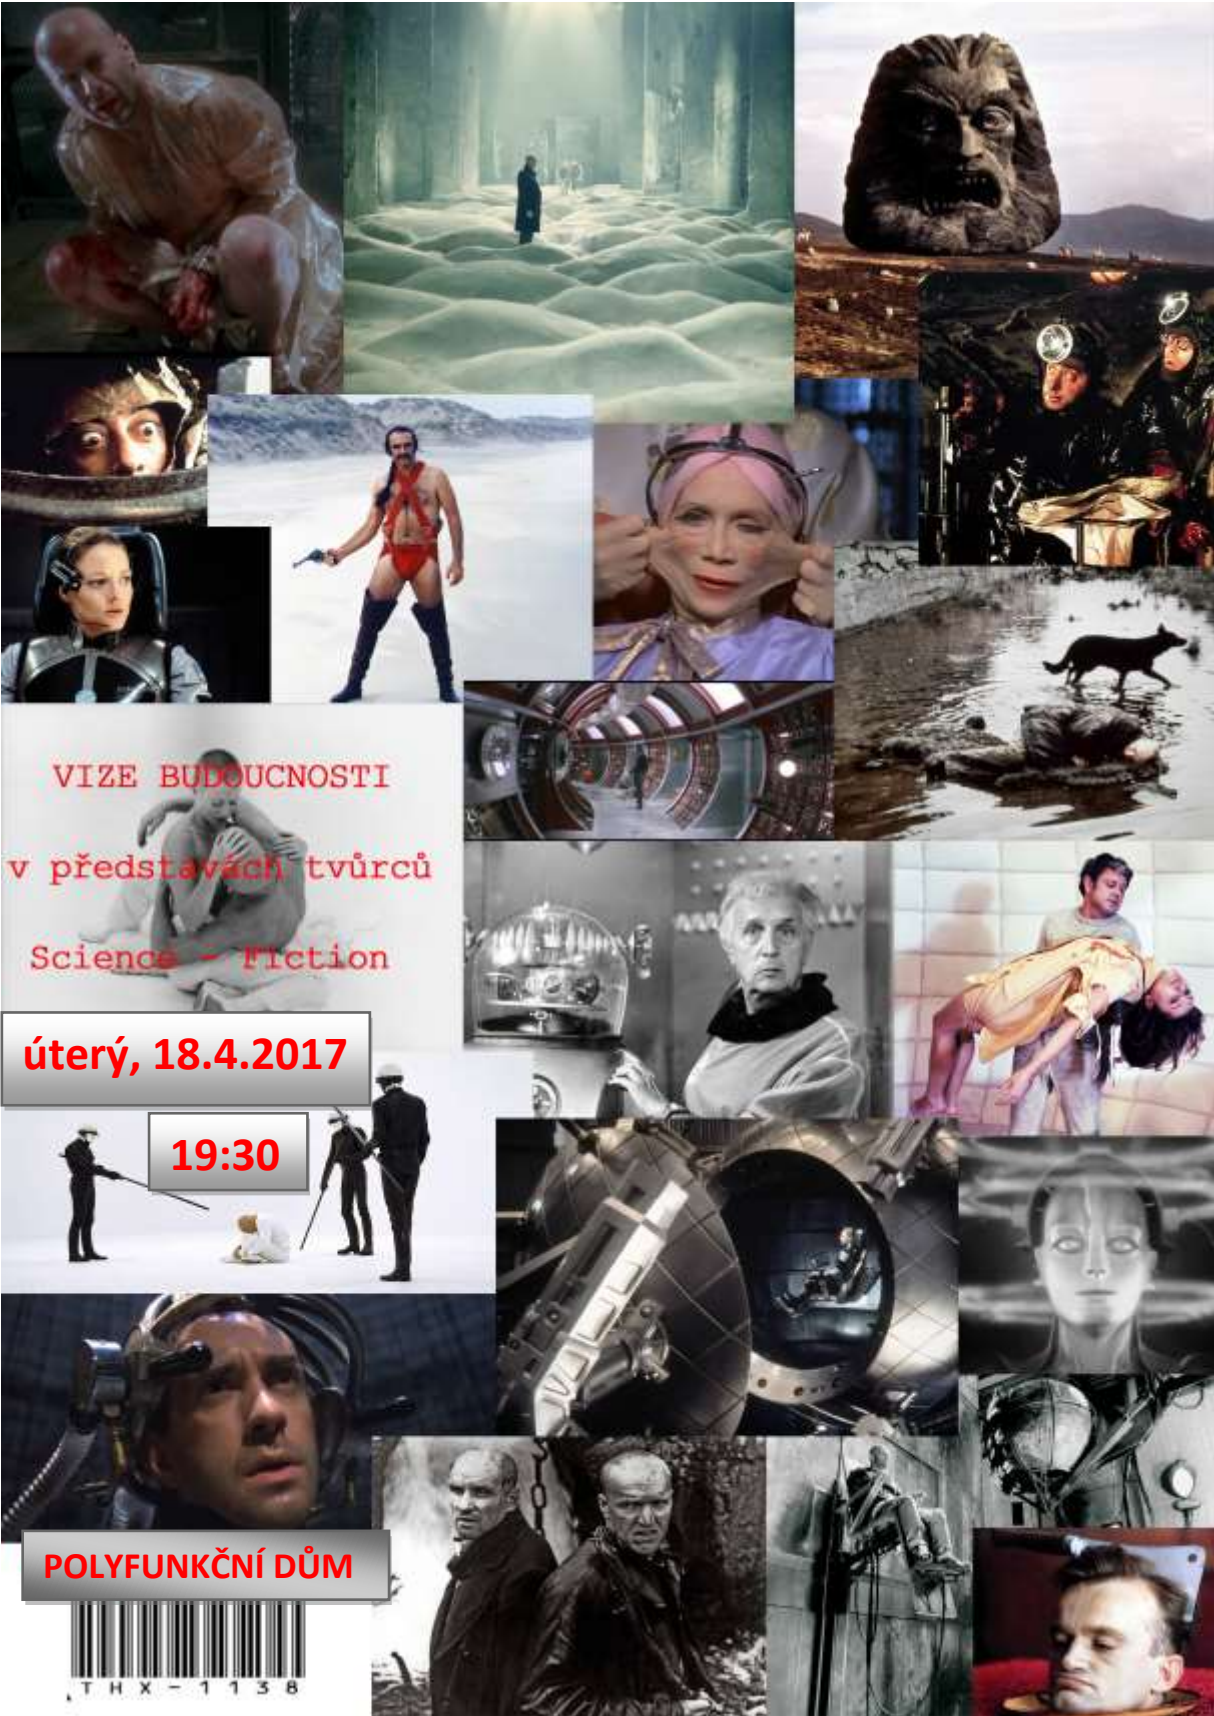 VIZE BUDOUCNOSTI
v představách tvůrců
Science - Fiction
úterý, 18.4.2017
19:30
POLYFUNKČNÍ DŮM
THX-1138